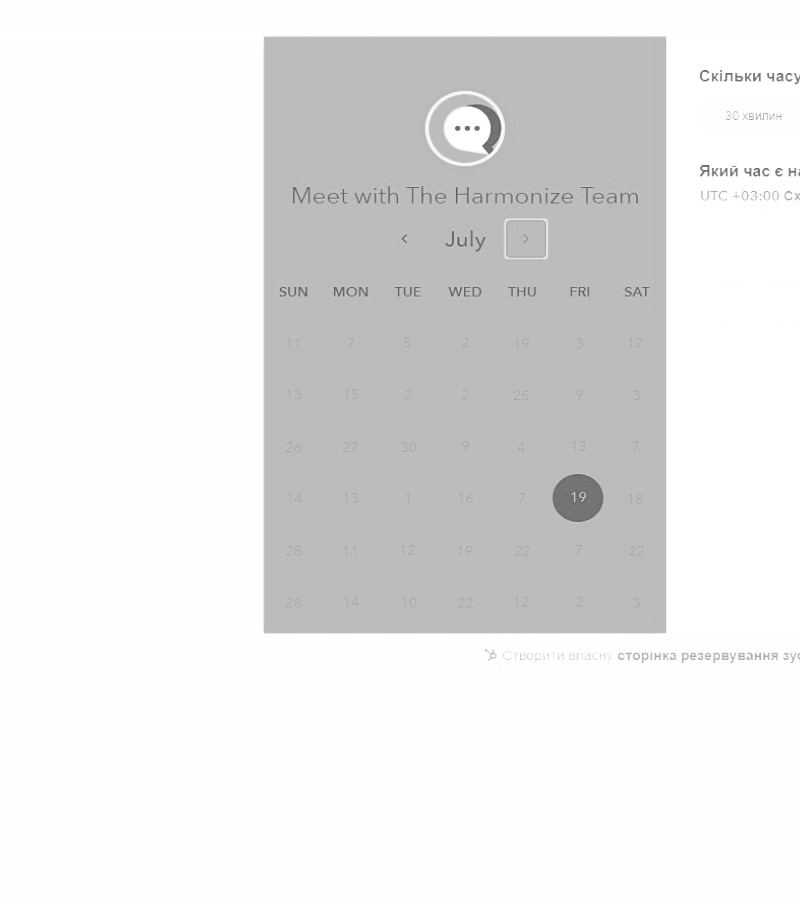 Meet with The Harmonize Team
July
SUN MON TUE WED THU FRI SAT
11 7 5 2 19 3 12
13 15 2 2 25 9 3
26 27 30 9 4 13 7
14 13 1 16 7 19 18
28 11 12 19 22 7 22
28 14 10 22 12 2 3
Скільки часу
30 хвилин
Який час є
UTC +03:00
Створити власну сторінка резервування